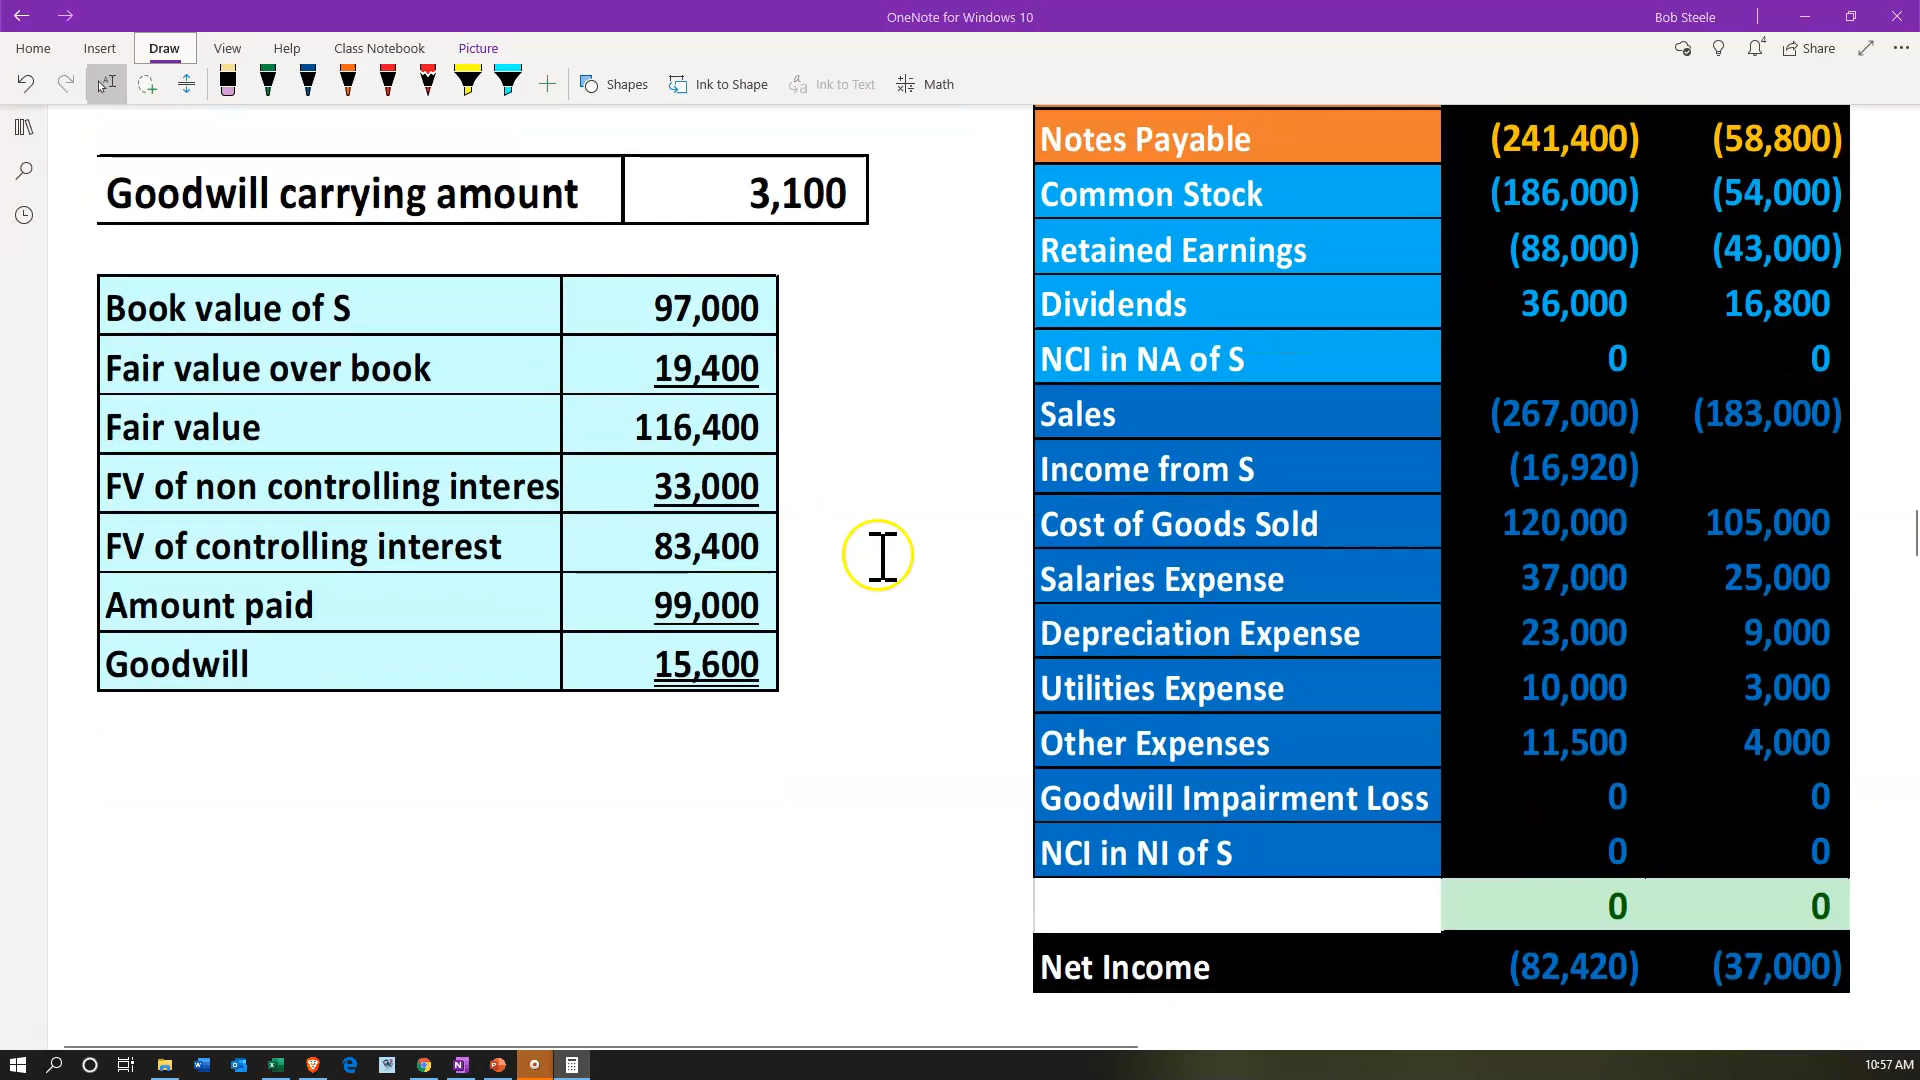 OneNote for Windows 10
Bob Steele
Home Insert Draw View Help Class Notebook Picture
4
Share
Shapes Ink to Shape Ink to Text Math
Goodwill carrying amount 3,100
Book value of S 97,000
Fair value over book 19,400
Fair value 116,400
FV of non controlling interes 33,000
FV of controlling interest 83,400
Amount paid 99,000
Goodwill 15,600
Notes Payable (241,400) (58,800)
Common Stock (186,000) (54,000)
Retained Earnings (88,000) (43,000)
Dividends 36,000 16,800
NCI in NA of S 0 0
Sales (267,000) (183,000)
Income from S (16,920)
Cost of Goods Sold 120,000 105,000
Salaries Expense 37,000 25,000
Depreciation Expense 23,000 9,000
Utilities Expense 10,000 3,000
Other Expenses 11,500 4,000
Goodwill Impairment Loss 0 0
NCI in NI of S 0 0
0 0
Net Income (82,420) (37,000)
10:57 AM